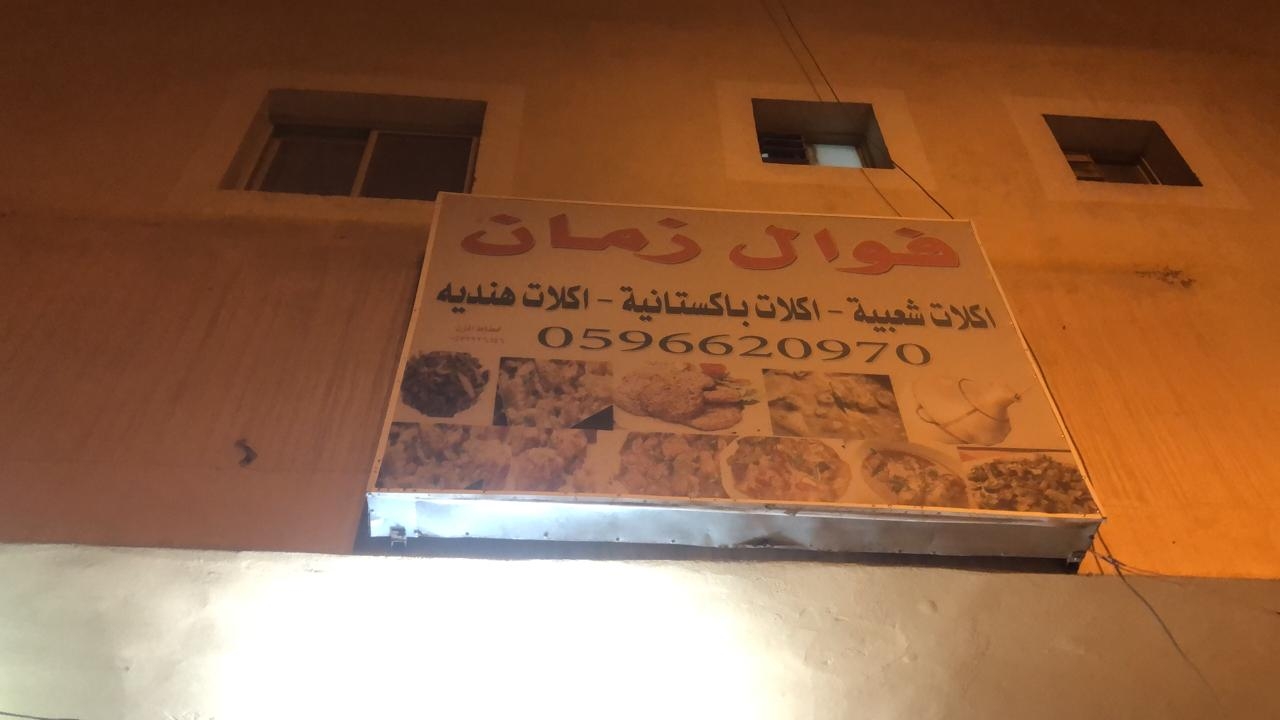 فوال زمان
اكلات شعبية - اكلات باكستانية - اكلات هنديه
0596620970